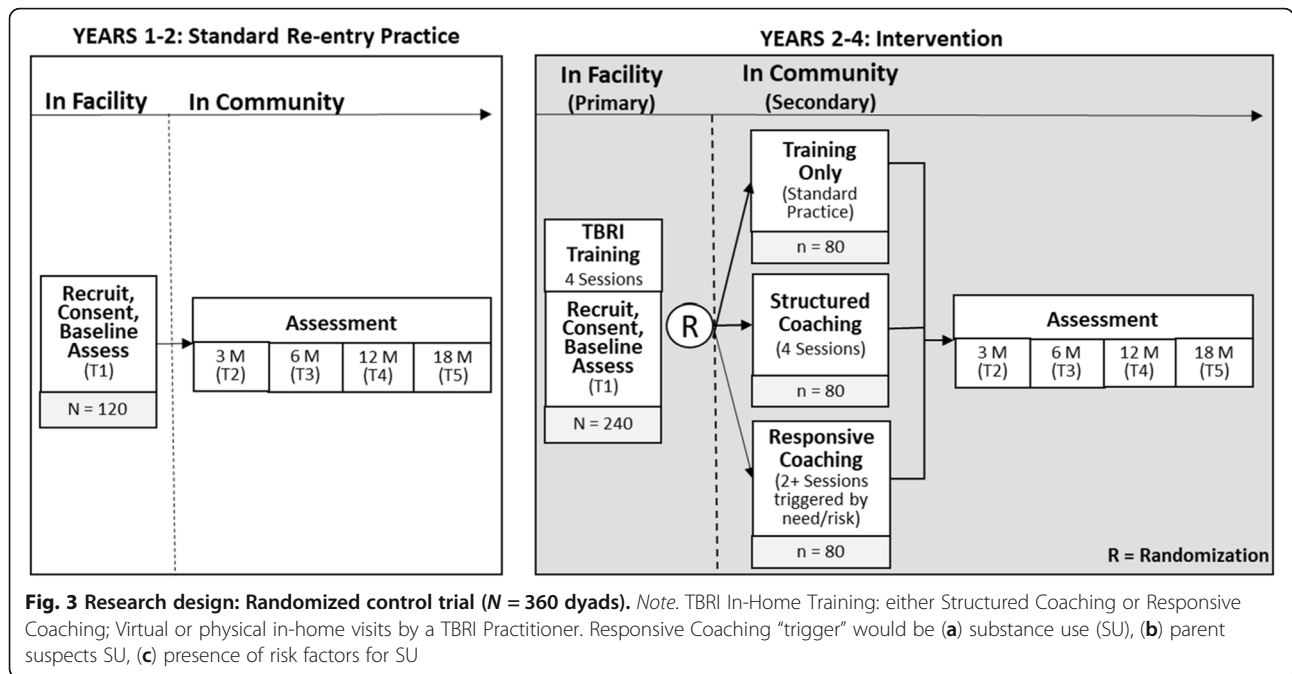 YEARS 1-2: Standard Re-entry Practice
In Facility
In Community
Recruit,
Consent,
Baseline
Assess
(T1)
N = 120
Assessment
3 M
(T2)
6 M
(T3)
12 M
(T4)
18 M
(T5)
YEARS 2-4: Intervention
In Facility
(Primary)
In Community
(Secondary)
TBRI
Training
4 Sessions
Recruit,
Consent,
Baseline
Assess
(T1)
N = 240
R
Training
Only
(Standard
Practice)
n = 80
Structured
Coaching
(4 Sessions)
n = 80
Responsive
Coaching
(2+ Sessions
triggered by
need/risk)
n = 80
Assessment
3 M
(T2)
6 M
(T3)
12 M
(T4)
18 M
(T5)
R = Randomization
Fig. 3 Research design: Randomized control trial (N = 360 dyads). Note. TBRI In-Home Training: either Structured Coaching or Responsive
Coaching; Virtual or physical in-home visits by a TBRI Practitioner. Responsive Coaching “trigger” would be (a) substance use (SU), (b) parent
suspects SU, (c) presence of risk factors for SU